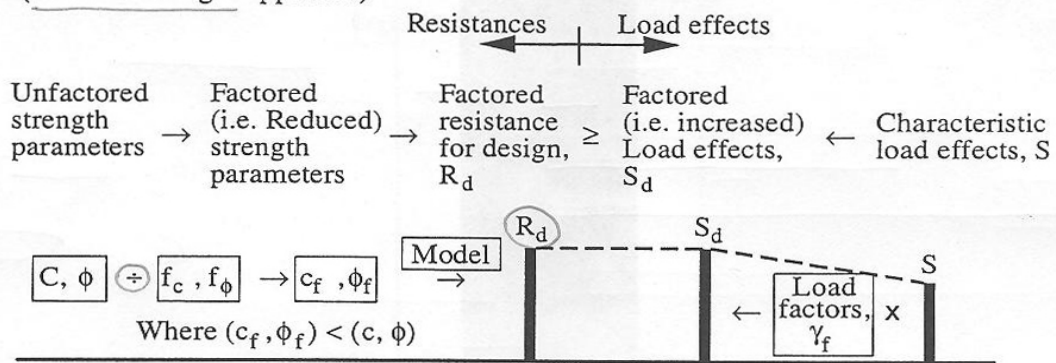 Resistances Load effects
Unfactored strength parameters → Factored (i.e. Reduced) strength parameters → Factored resistance for design, R_d ≥ Factored (i.e. increased) Load effects, S_d ← Characteristic load effects, S
R_d S_d S
C, ϕ ÷ f_c , f_ϕ → c_f , ϕ_f Model → ← Load factors, γ_f x
Where (c_f , ϕ_f) < (c, ϕ)